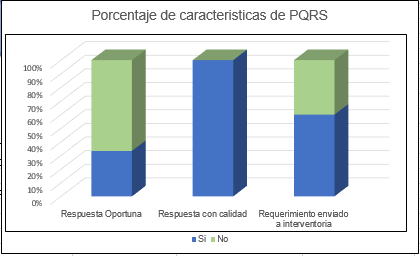 Porcentaje de caracteristicas de PQRS
100%
90%
80%
70%
60%
50%
40%
30%
20%
10%
0%
Respuesta Oportuna
Respuesta con calidad
Requerimiento enviado
a interventoria
Si
No